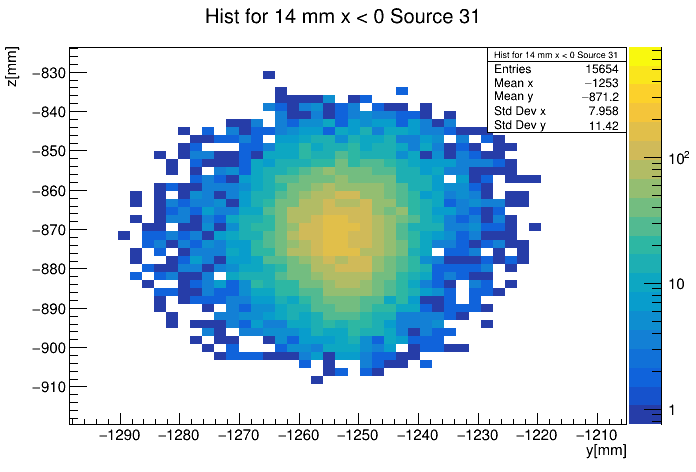 Hist for 14 mm x < 0 Source 31
z[mm]
Hist for 14 mm x < 0 Source 31
Entries 15654
Mean x −1253
Mean y −871.2
Std Dev x 7.958
Std Dev y 11.42
−830
−840
−850
−860
−870
−880
−890
−900
−910
10²
10
1
−1290 −1280 −1270 −1260 −1250 −1240 −1230 −1220 −1210
y[mm]